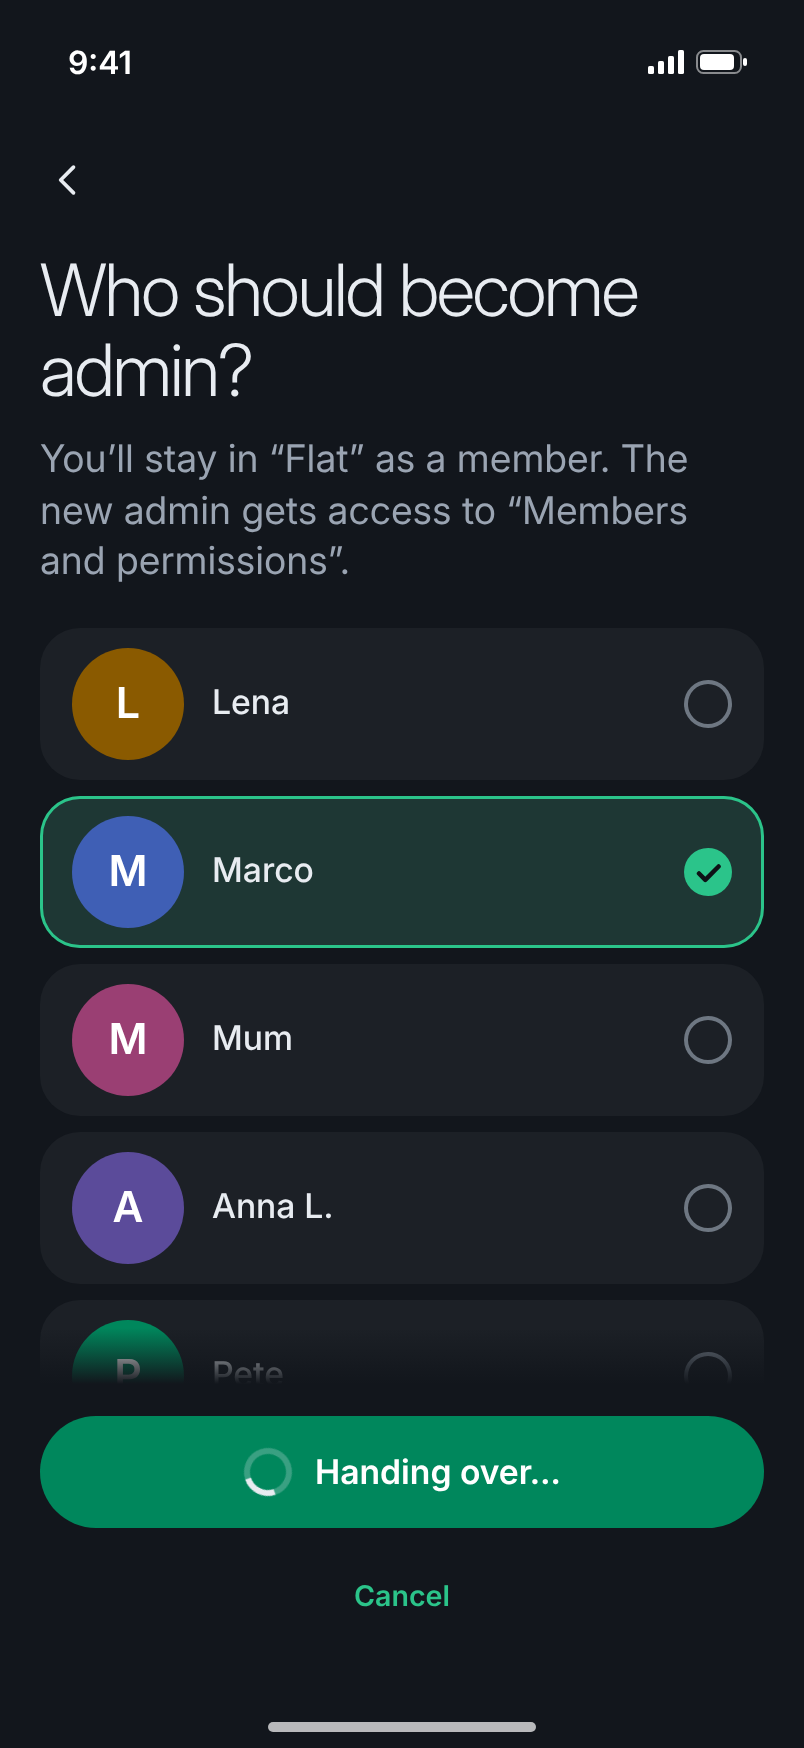 9:41
Who should become
admin?
You’ll stay in “Flat” as a member. The
new admin gets access to “Members
and permissions”.
L Lena
M Marco
M Mum
A Anna L.
P Pete
Handing over...
Cancel